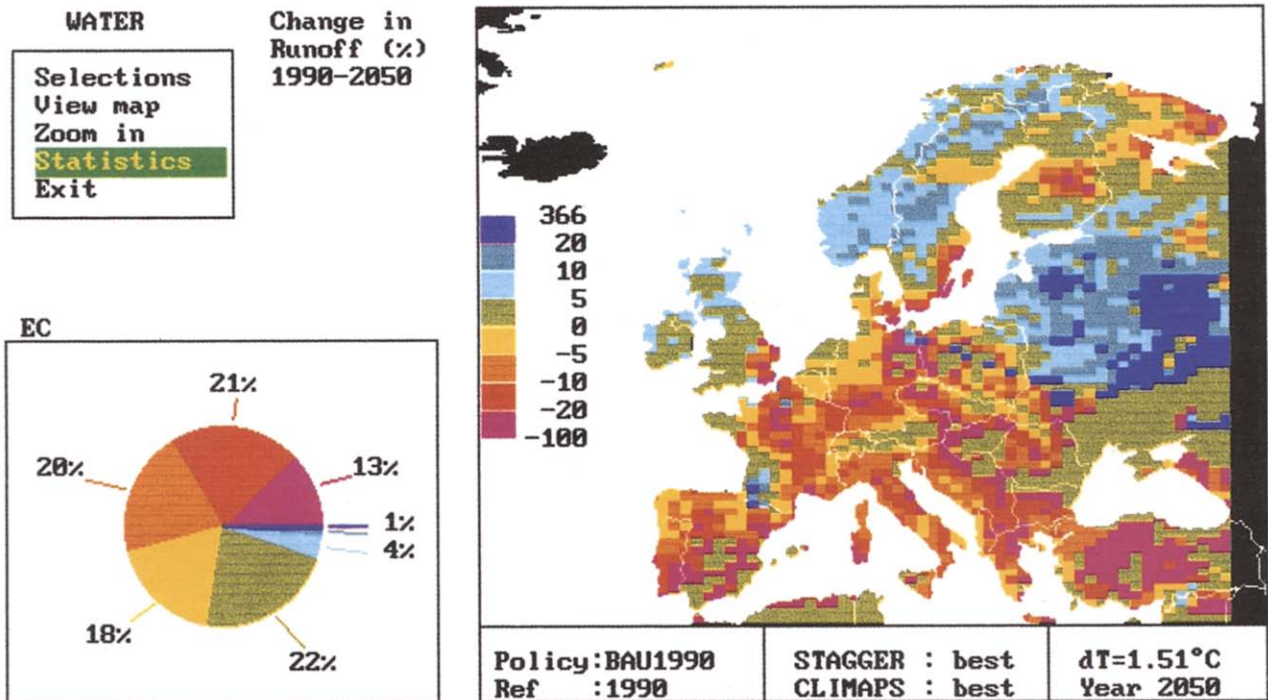 WATER
Selections
View map
Zoom in
Statistics
Exit
Change in
Runoff (%)
1990-2050
EC
21%
20%
13%
1%
4%
18%
22%
366
20
10
5
0
-5
-10
-20
-100
Policy:BAU1990
Ref :1990
STAGGER : best
CLIMAPS : best
dT=1.51°C
Year 2050